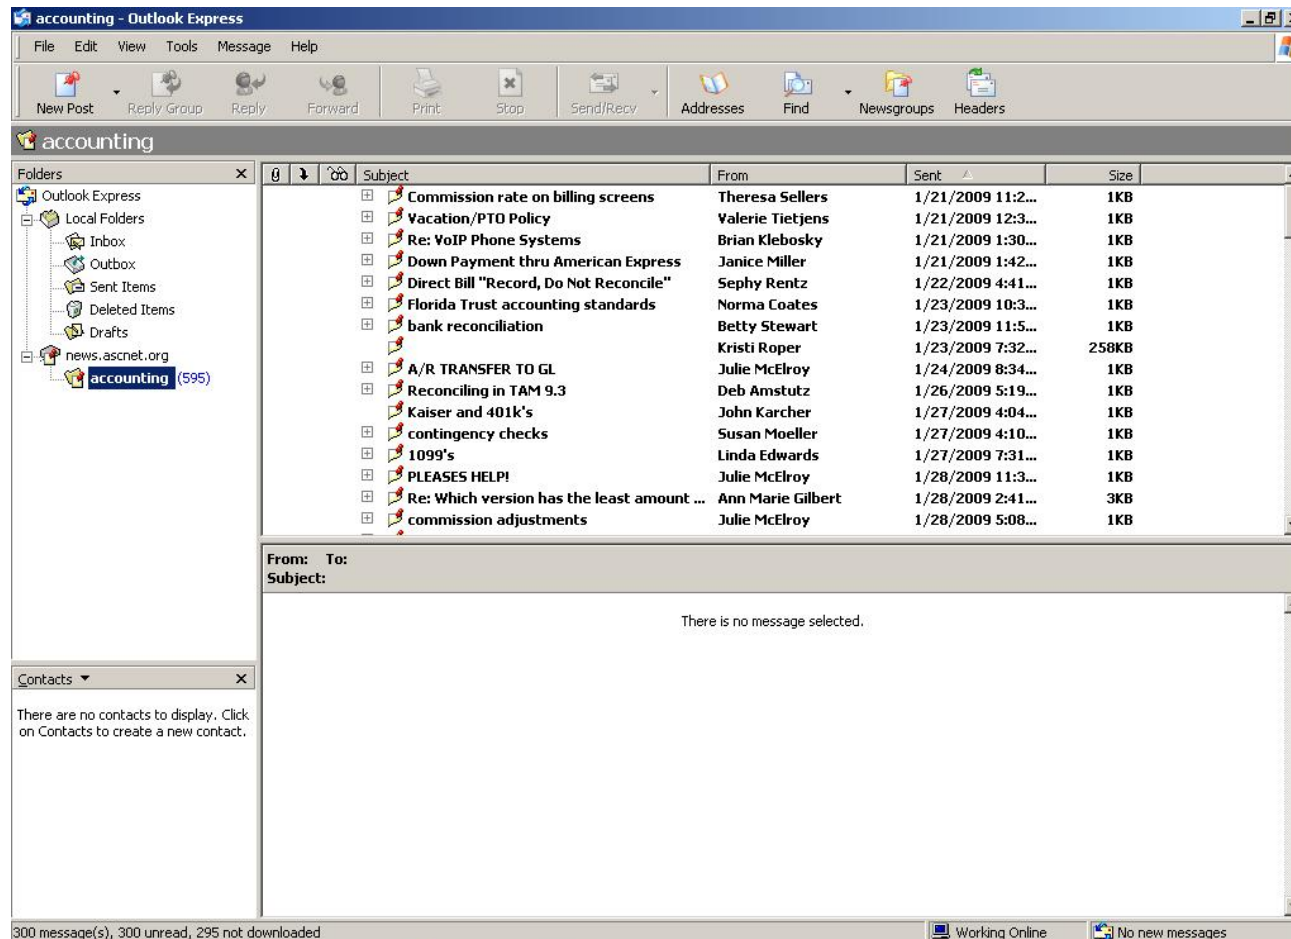 accounting - Outlook Express
File Edit View Tools Message Help
New Post Reply Group Reply Forward Print Stop Send/Recv Addresses Find Newsgroups Headers
accounting
Folders
Outlook Express
Local Folders
Inbox
Outbox
Sent Items
Deleted Items
Drafts
news.ascnet.org
accounting (595)
Contacts
There are no contacts to display. Click
on Contacts to create a new contact.
Subject From Sent Size
Commission rate on billing screens Theresa Sellers 1/21/2009 11:2... 1KB
Vacation/PTO Policy Valerie Tietjens 1/21/2009 12:3... 1KB
Re: VoIP Phone Systems Brian Klebosky 1/21/2009 1:30... 1KB
Down Payment thru American Express Janice Miller 1/21/2009 1:42... 1KB
Direct Bill "Record, Do Not Reconcile" Sephy Rentz 1/22/2009 4:41... 1KB
Florida Trust accounting standards Norma Coates 1/23/2009 10:3... 1KB
bank reconciliation Betty Stewart 1/23/2009 11:5... 1KB
Kristi Roper 1/23/2009 7:32... 258KB
A/R TRANSFER TO GL Julie McElroy 1/24/2009 8:34... 1KB
Reconciling in TAM 9.3 Deb Amstutz 1/26/2009 5:19... 1KB
Kaiser and 401k's John Karcher 1/27/2009 4:04... 1KB
contingency checks Susan Moeller 1/27/2009 4:10... 1KB
1099's Linda Edwards 1/27/2009 7:31... 1KB
PLEASES HELP! Julie McElroy 1/28/2009 11:3... 1KB
Re: Which version has the least amount ... Ann Marie Gilbert 1/28/2009 2:41... 3KB
commission adjustments Julie McElroy 1/28/2009 5:08... 1KB
From: To:
Subject:
There is no message selected.
300 message(s), 300 unread, 295 not downloaded Working Online No new messages